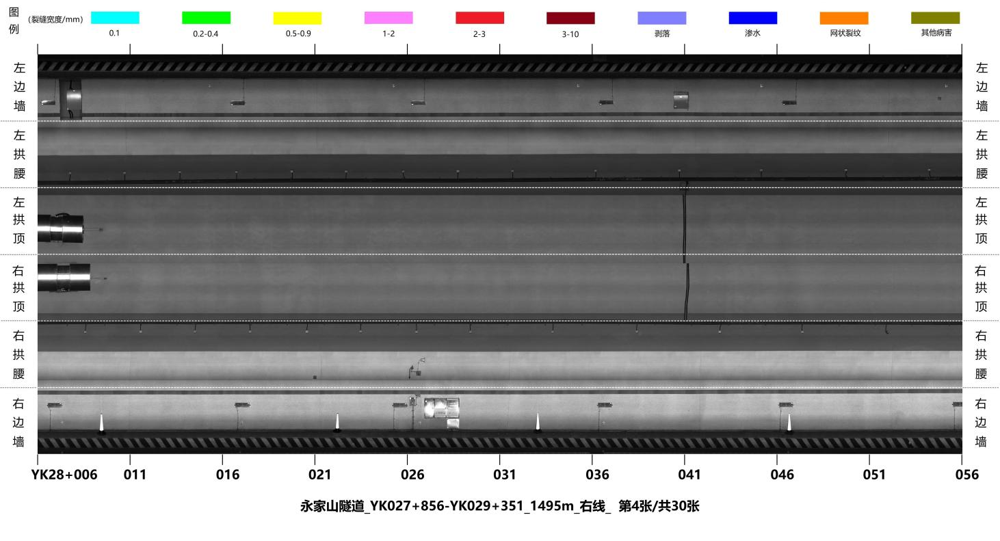 图例
(裂缝宽度/mm)
0.1
0.2-0.4
0.5-0.9
1-2
2-3
3-10
剥落
渗水
网状裂纹
其他病害
左边墙
左边墙
左拱腰
左拱腰
左拱顶
左拱顶
右拱顶
右拱顶
右拱腰
右拱腰
右边墙
右边墙
YK28+006 011 016 021 026 031 036 041 046 051 056
永家山隧道_YK027+856-YK029+351_1495m_右线_ 第4张/共30张